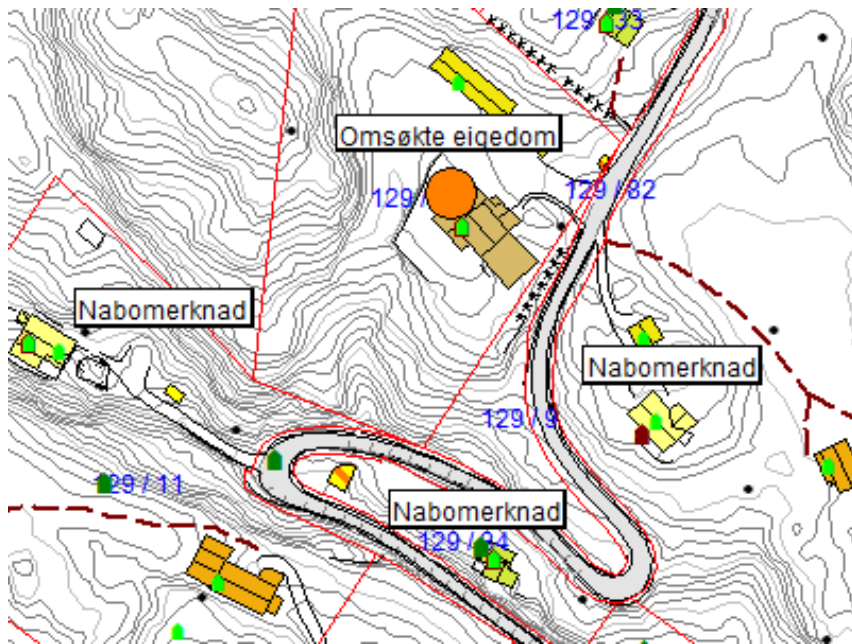 129 / 33
Omsøkte eigedom
129 /
129 / 82
Nabomerknad
Nabomerknad
129 / 9
129 / 11
Nabomerknad
129 / 94